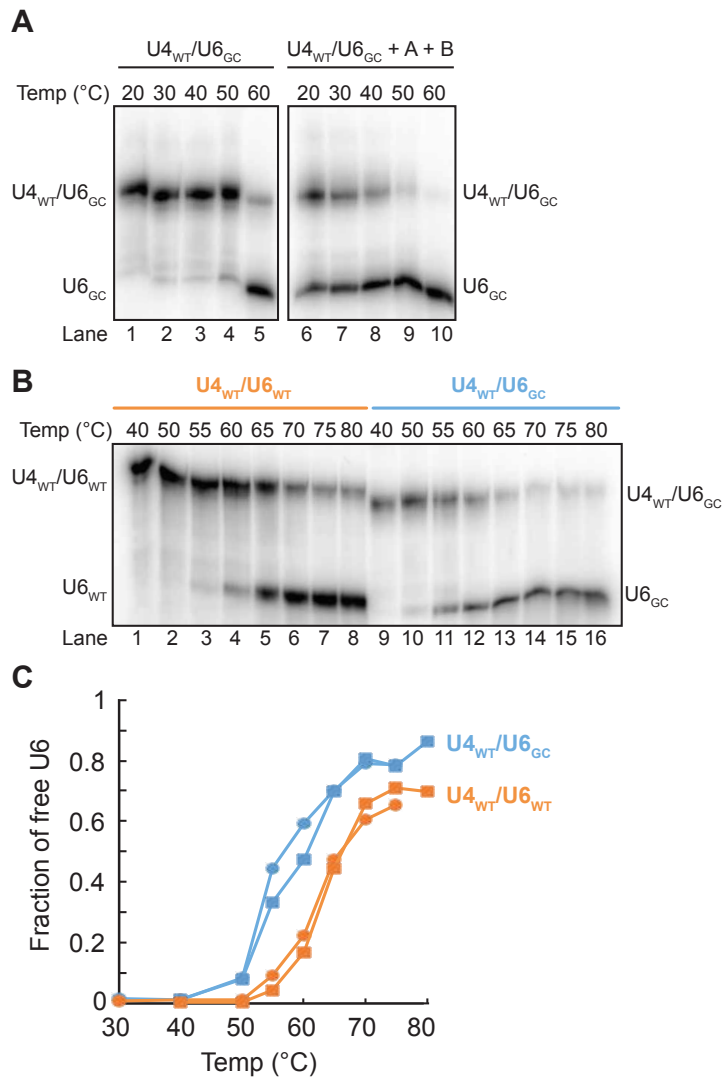 A
U4WT/U6GC U4WT/U6GC + A + B
Temp (°C) 20 30 40 50 60 20 30 40 50 60
U4WT/U6GC U4WT/U6GC
U6GC U6GC
Lane 1 2 3 4 5 6 7 8 9 10
B
U4WT/U6WT U4WT/U6GC
Temp (°C) 40 50 55 60 65 70 75 80 40 50 55 60 65 70 75 80
U4WT/U6WT U4WT/U6GC
U6WT U6GC
Lane 1 2 3 4 5 6 7 8 9 10 11 12 13 14 15 16
C
1
0.8
0.6
0.4
0.2
0
Fraction of free U6
U4WT/U6GC
U4WT/U6WT
30 40 50 60 70 80
Temp (°C)